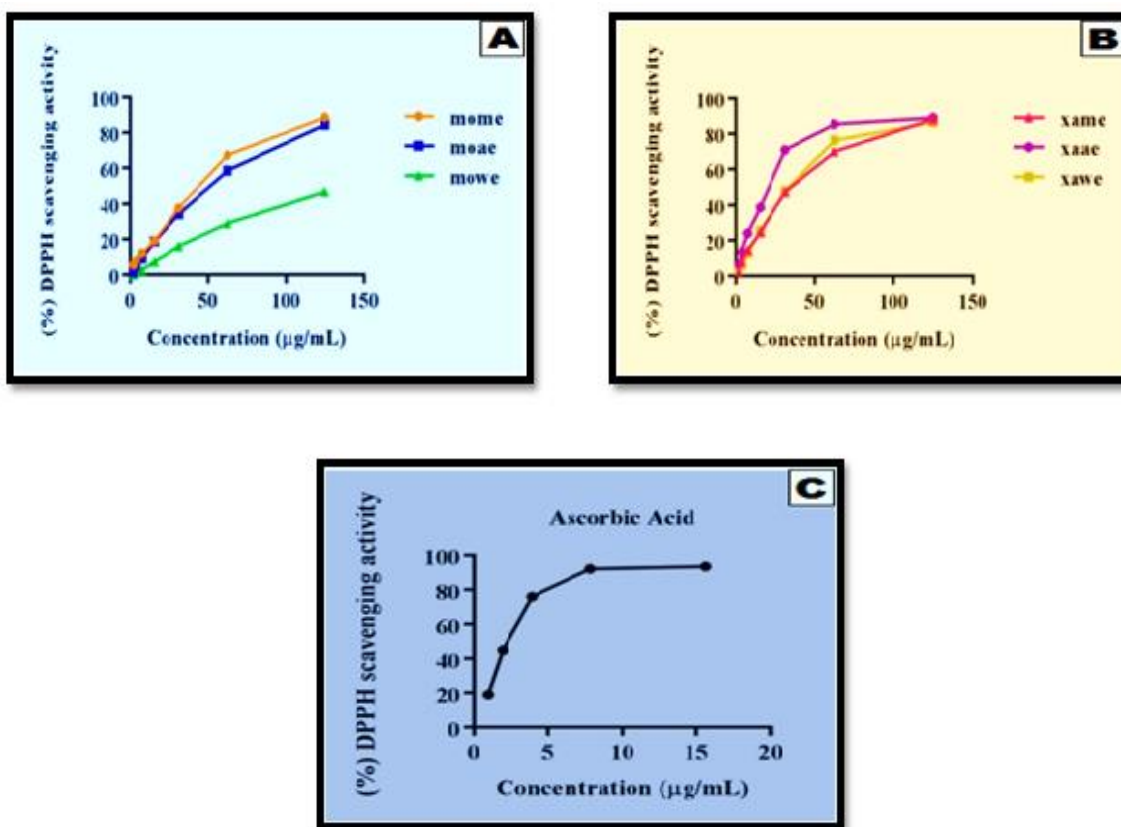 A
(%) DPPH scavenging activity
100
80
60
40
20
0
0 50 100 150
Concentration (µg/mL)
mome
moae
mowe
B
(%) DPPH scavenging activity
100
80
60
40
20
0
0 50 100 150
Concentration (µg/mL)
xame
xaae
xawe
C
Ascorbic Acid
(%) DPPH scavenging activity
100
80
60
40
20
0
0 5 10 15 20
Concentration (µg/mL)